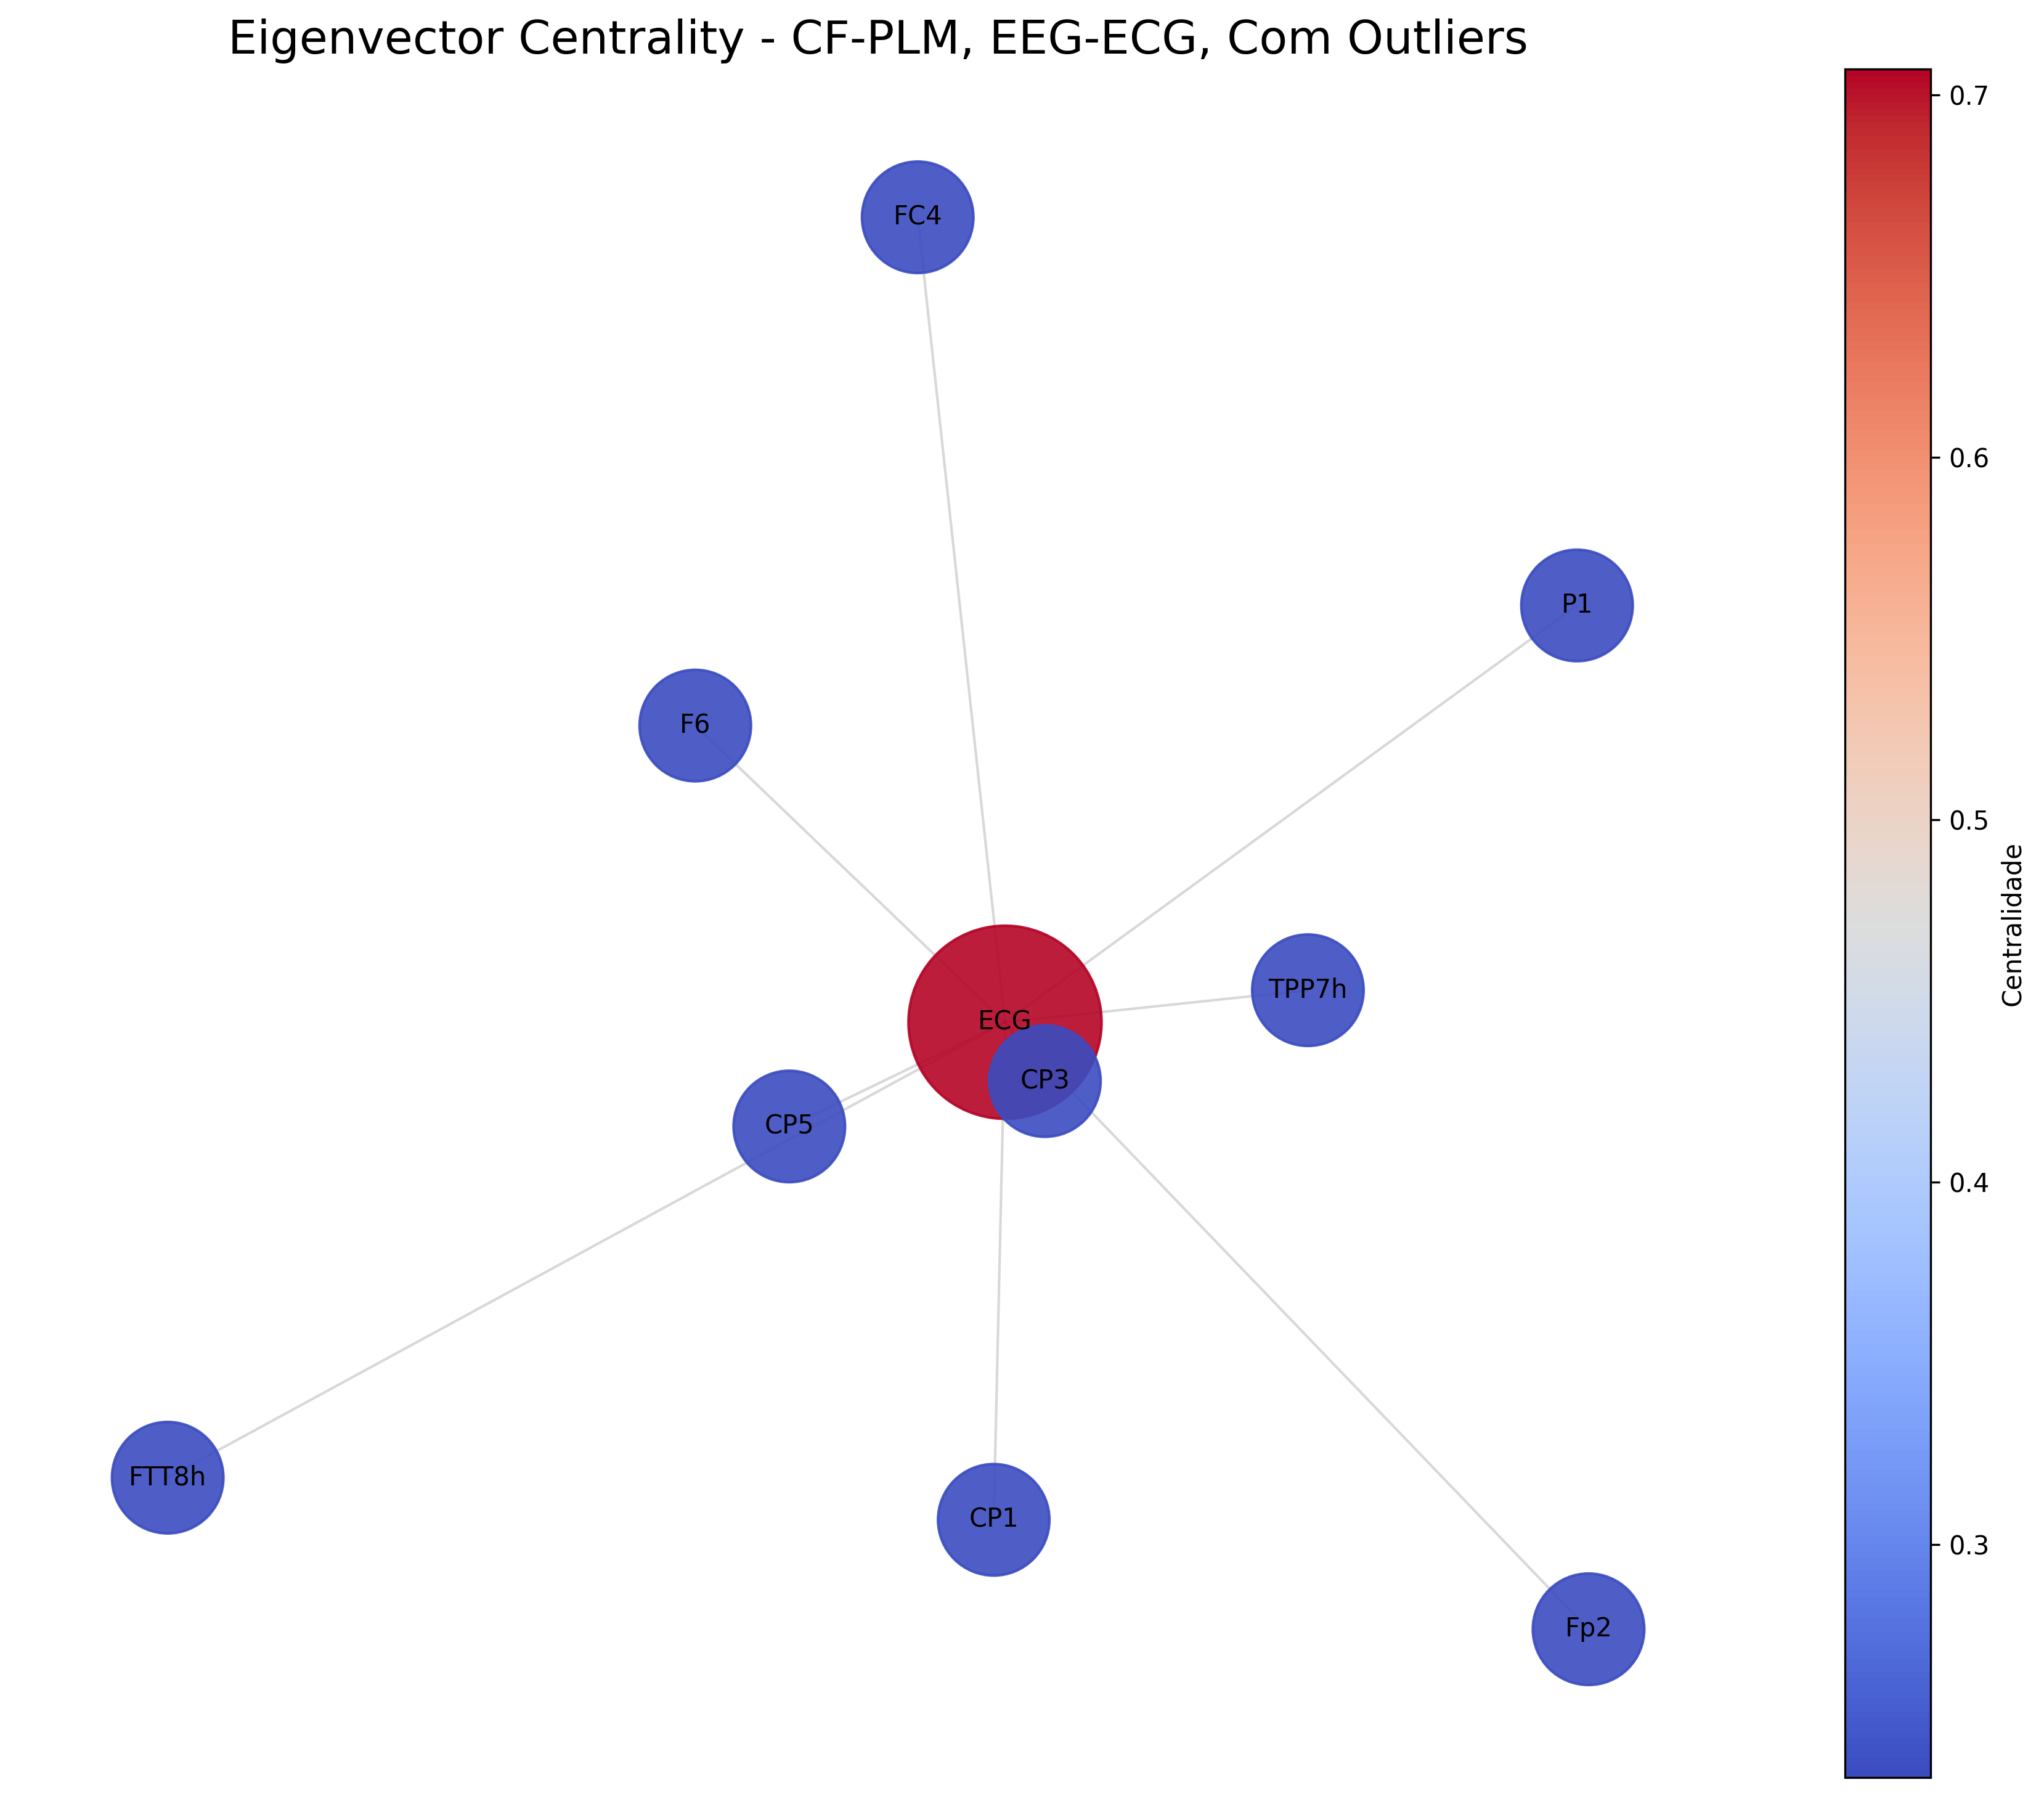 Eigenvector Centrality - CF-PLM, EEG-ECG, Com Outliers
FC4
P1
F6
TPP7h
ECG
CP3
CP5
FTT8h
CP1
Fp2
0.7
0.6
0.5
0.4
0.3
Centralidade